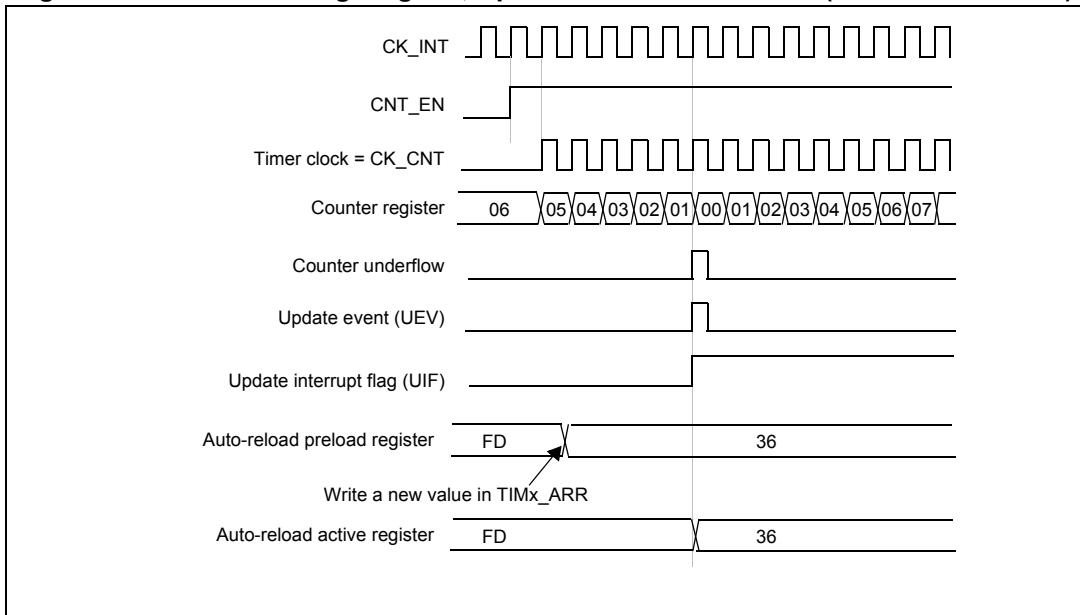 CK_INT
CNT_EN
Timer clock = CK_CNT
Counter register 06 05 04 03 02 01 00 01 02 03 04 05 06 07
Counter underflow
Update event (UEV)
Update interrupt flag (UIF)
Auto-reload preload register FD 36
Write a new value in TIMx_ARR
Auto-reload active register FD 36